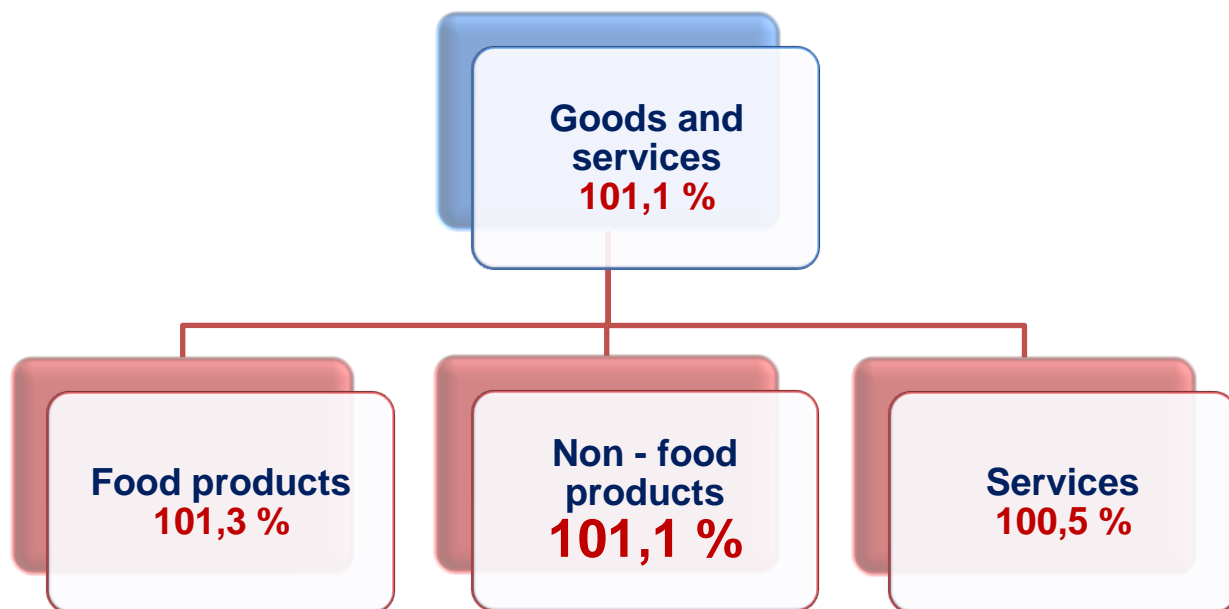 Goods and
services
101,1 %
Food products
101,3 %
Non - food
products
101,1 %
Services
100,5 %